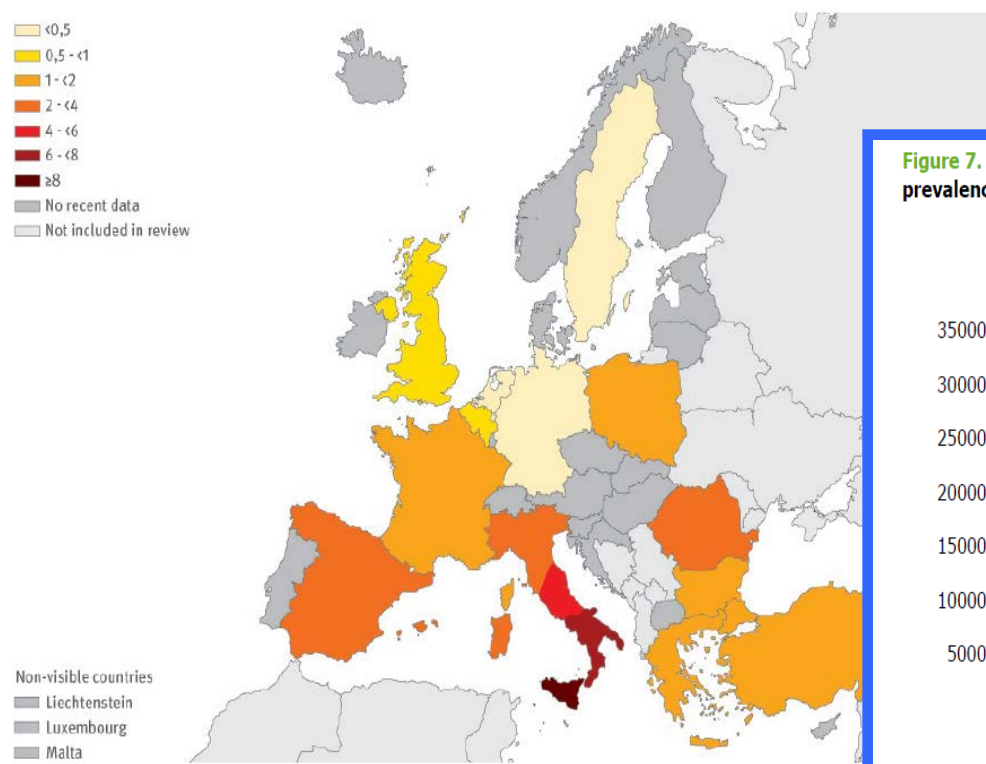 <0,5
0,5 - <1
1 - <2
2 - <4
4 - <6
6 - <8
≥8
No recent data
Not included in review
Non-visible countries
Liechtenstein
Luxembourg
Malta
Figure 7.
35000
30000
25000
20000
15000
10000
5000